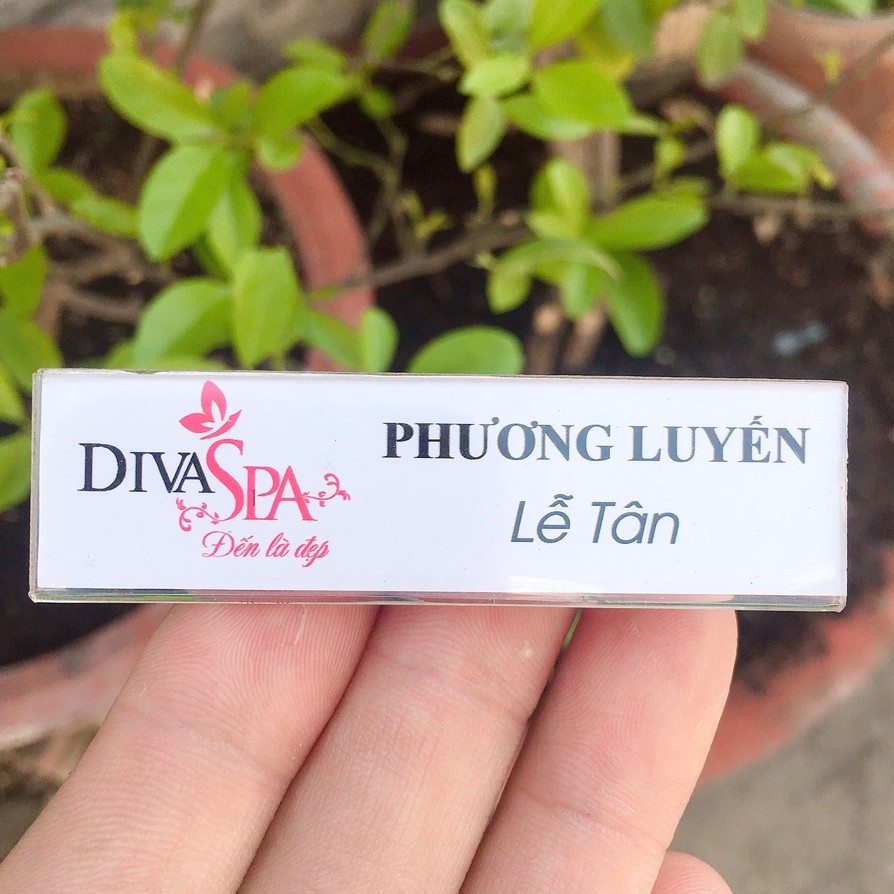 DIVASPA
Đến là đẹp
PHƯƠNG LUYẾN
Lễ Tân